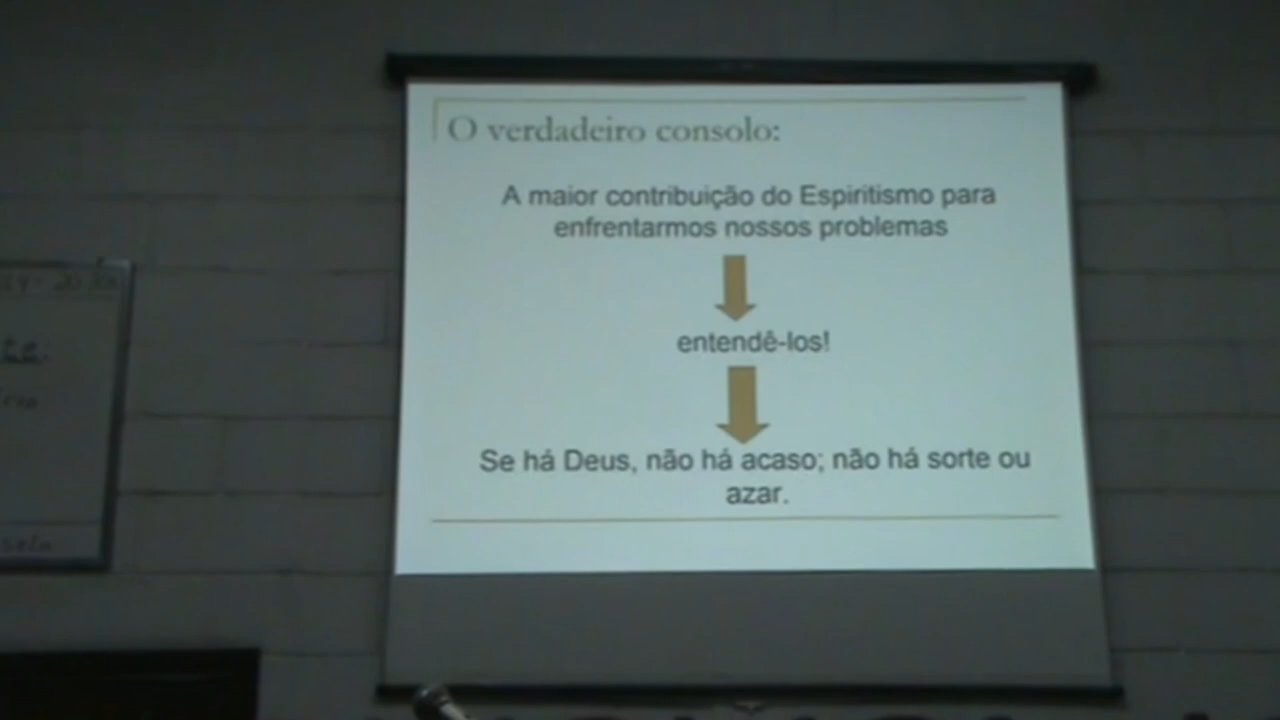 O verdadeiro consolo:
A maior contribuição do Espiritismo para
enfrentarmos nossos problemas
entendê-los!
Se há Deus, não há acaso; não há sorte ou
azar.
te.